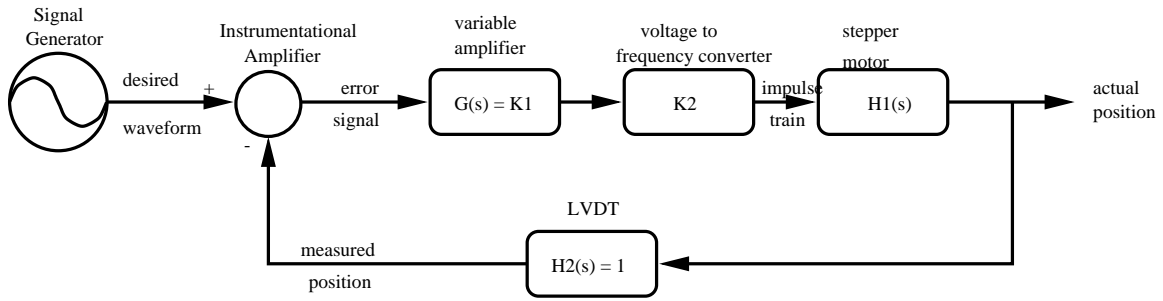 Signal
Generator
desired
waveform
+
-
Instrumentational
Amplifier
error
signal
variable
amplifier
G(s) = K1
voltage to
frequency converter
K2
impulse
train
stepper
motor
H1(s)
actual
position
LVDT
H2(s) = 1
measured
position